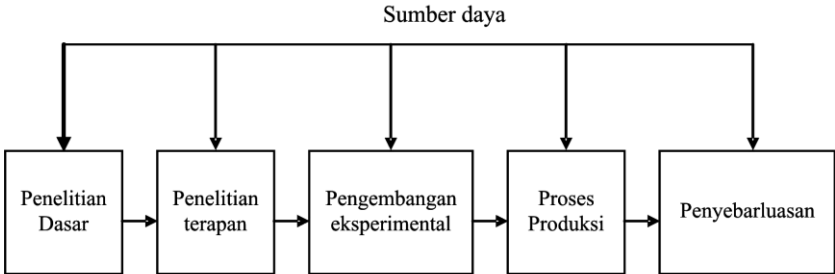 Sumber daya
Penelitian
Dasar
Penelitian
terapan
Pengembangan
eksperimental
Proses
Produksi
Penyebarluasan